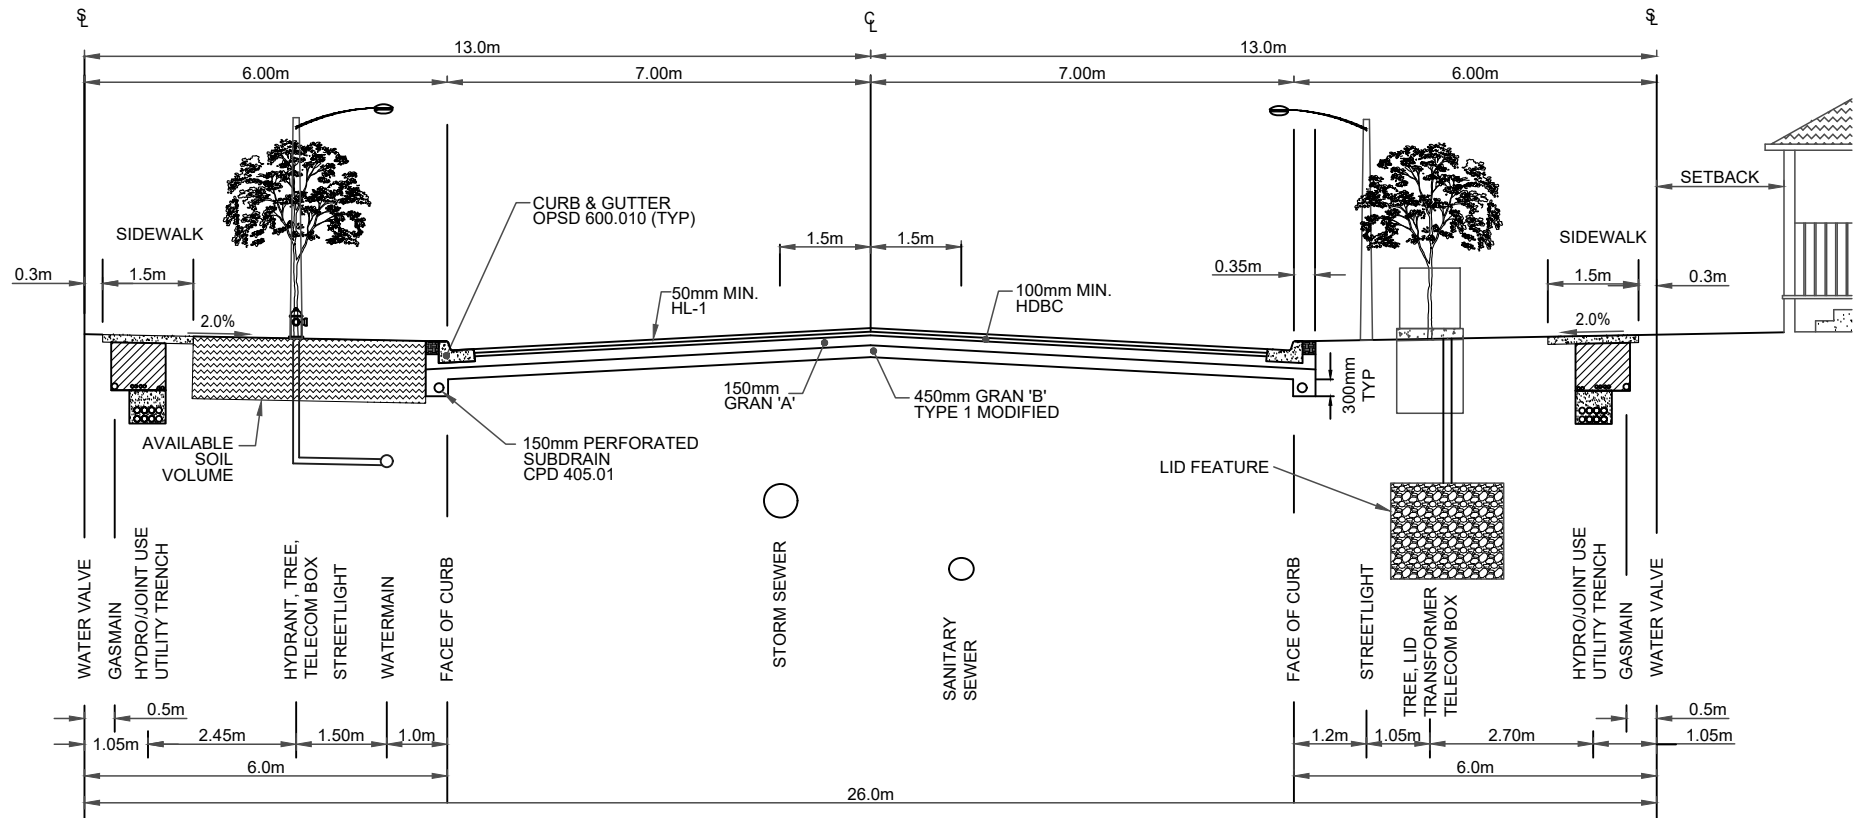 SL
CL
SL
13.0m
13.0m
6.00m
7.00m
7.00m
6.00m
SETBACK
CURB & GUTTER
OPSD 600.010 (TYP)
SIDEWALK
SIDEWALK
1.5m
1.5m
0.3m
1.5m
0.35m
1.5m
0.3m
50mm MIN.
HL-1
100mm MIN.
HDBC
2.0%
2.0%
150mm
GRAN 'A'
450mm GRAN 'B'
TYPE 1 MODIFIED
300mm
TYP
AVAILABLE
SOIL
VOLUME
150mm PERFORATED
SUBDRAIN
CPD 405.01
LID FEATURE
WATER VALVE
GASMAIN
HYDRO/JOINT USE
UTILITY TRENCH
HYDRANT, TREE,
TELECOM BOX
STREETLIGHT
WATERMAIN
FACE OF CURB
STORM SEWER
SANITARY
SEWER
FACE OF CURB
STREETLIGHT
TREE, LID
TRANSFORMER
TELECOM BOX
HYDRO/JOINT USE
UTILITY TRENCH
GASMAIN
WATER VALVE
0.5m
0.5m
1.05m
2.45m
1.50m
1.0m
1.2m
1.05m
2.70m
1.05m
6.0m
6.0m
26.0m